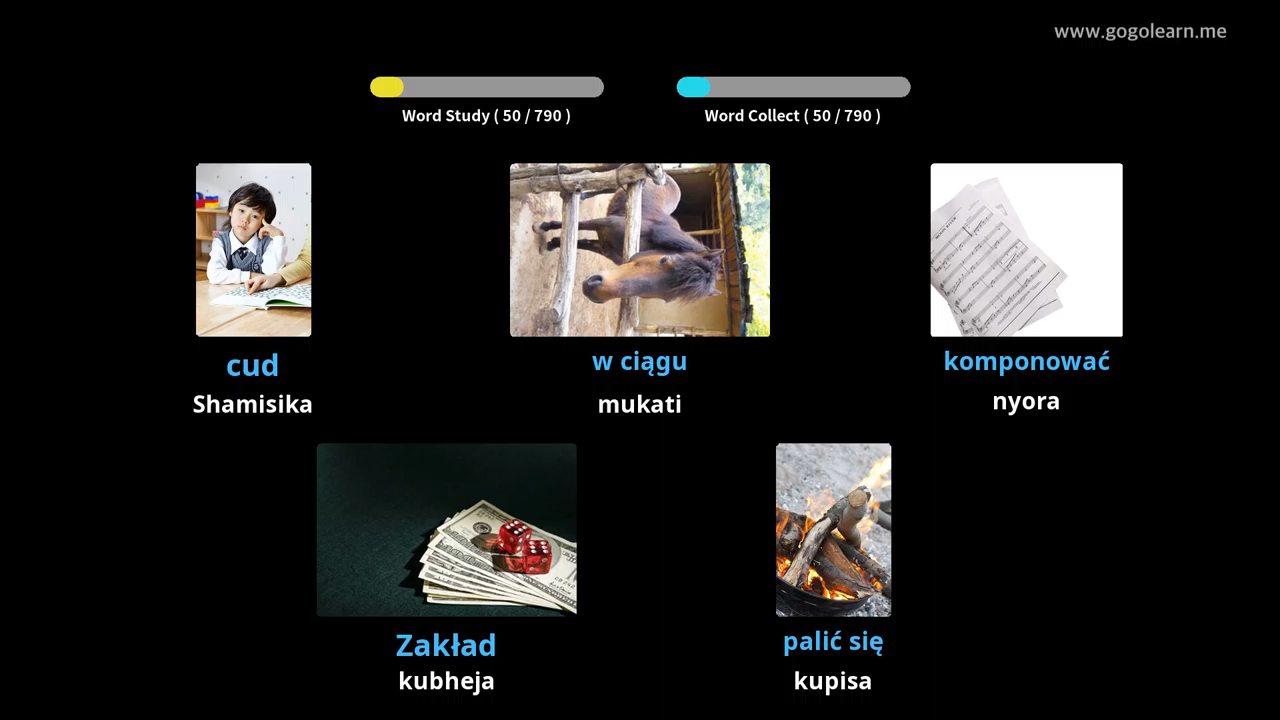 www.gogolearn.me
Word Study ( 50 / 790 )
Word Collect ( 50 / 790 )
cud
Shamisika
w ciągu
mukati
komponować
nyora
Zakład
kubheja
palić się
kupisa